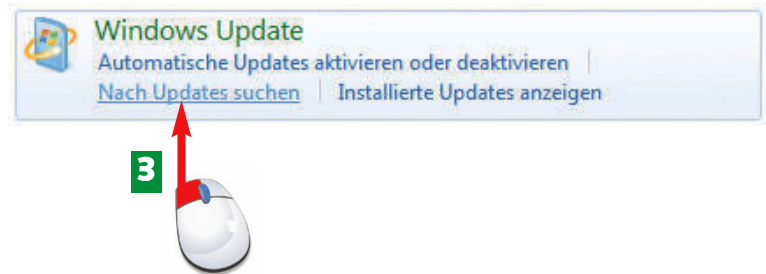 Windows Update
Automatische Updates aktivieren oder deaktivieren
Nach Updates suchen | Installierte Updates anzeigen
3